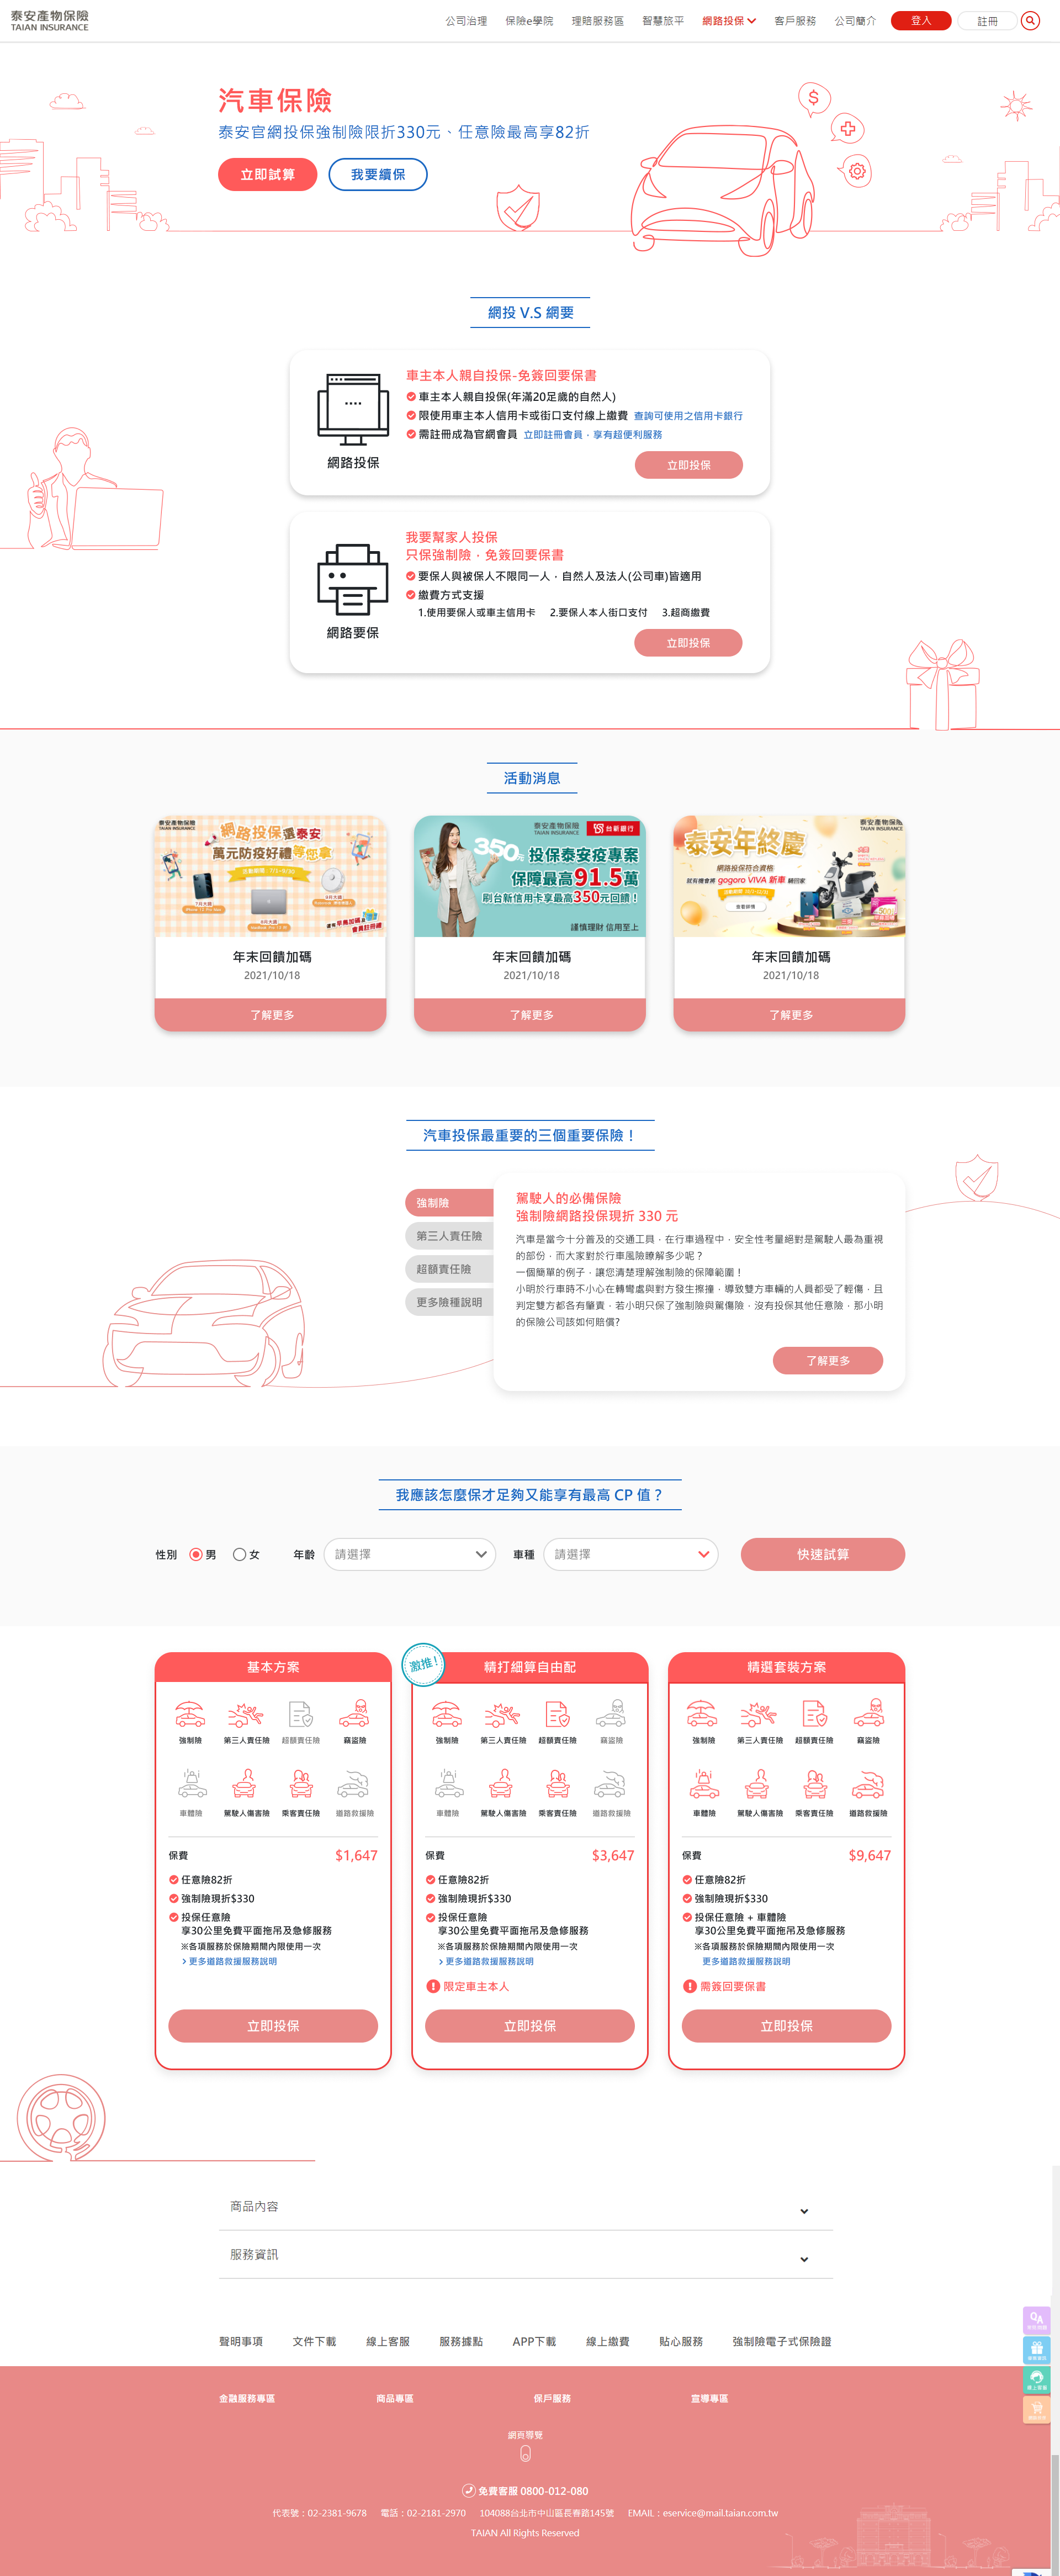 泰安產物保險
TAIAN INSURANCE
公司治理 保險e學院 理賠服務區 智慧旅平 網路投保 客戶服務 公司簡介 登入 註冊
汽車保險
泰安官網投保強制險限折330元、任意險最高享82折
立即試算 我要續保
$
網投 V.S 網要
車主本人親自投保-免簽回要保書
車主本人親自投保(年滿20足歲的自然人)
限使用車主本人信用卡或街口支付線上繳費 查詢可使用之信用卡銀行
需註冊成為官網會員 立即註冊會員，享有超便利服務
網路投保
立即投保
我要幫家人投保
只保強制險，免簽回要保書
要保人與被保人不限同一人，自然人及法人(公司車)皆適用
繳費方式支援
1.使用要保人或車主信用卡 2.要保人本人街口支付 3.超商繳費
網路要保
立即投保
活動消息
泰安產物保險
TAIAN INSURANCE
網路投保選泰安
萬元防疫好禮等您拿
泰安產物保險
TAIAN INSURANCE
台新銀行
350元
投保泰安疫專案
保障最高91.5萬
刷台新信用卡享最高350元回饋！
謹慎理財 信用至上
泰安產物保險
TAIAN INSURANCE
泰安年終慶
網路投保符合資格
就有機會將 gogoro VIVA 新車 騎回家
年末回饋加碼
2021/10/18
了解更多
年末回饋加碼
2021/10/18
了解更多
年末回饋加碼
2021/10/18
了解更多
汽車投保最重要的三個重要保險！
強制險
第三人責任險
超額責任險
更多險種說明
駕駛人的必備保險
強制險網路投保現折 330 元
汽車是當今十分普及的交通工具，在行車過程中，安全性考量絕對是駕駛人最為重視
的部份，而大家對於行車風險瞭解多少呢？
一個簡單的例子，讓您清楚理解強制險的保障範圍！
小明於行車時不小心在轉彎處與對方發生擦撞，導致雙方車輛的人員都受了輕傷，且
判定雙方都各有肇責，若小明只保了強制險與駕傷險，沒有投保其他任意險，那小明
的保險公司該如何賠償?
了解更多
我應該怎麼保才足夠又能享有最高 CP 值？
性別 男 女 年齡 請選擇 車種 請選擇 快速試算
基本方案
強制險 第三人責任險 超額責任險 竊盜險
車體險 駕駛人傷害險 乘客責任險 道路救援險
保費 $1,647
任意險82折
強制險現折$330
投保任意險
享30公里免費平面拖吊及急修服務
※各項服務於保險期間內限使用一次
更多道路救援服務說明
立即投保
激推！
精打細算自由配
強制險 第三人責任險 超額責任險 竊盜險
車體險 駕駛人傷害險 乘客責任險 道路救援險
保費 $3,647
任意險82折
強制險現折$330
投保任意險
享30公里免費平面拖吊及急修服務
※各項服務於保險期間內限使用一次
更多道路救援服務說明
限定車主本人
立即投保
精選套裝方案
強制險 第三人責任險 超額責任險 竊盜險
車體險 駕駛人傷害險 乘客責任險 道路救援險
保費 $9,647
任意險82折
強制險現折$330
投保任意險 + 車體險
享30公里免費平面拖吊及急修服務
※各項服務於保險期間內限使用一次
更多道路救援服務說明
需簽回要保書
立即投保
商品內容
服務資訊
QA
聲明事項 文件下載 線上客服 服務據點 APP下載 線上繳費 貼心服務 強制險電子式保險證
金融服務專區 商品專區 保戶服務 宣導專區
網頁導覽
免費客服 0800-012-080
代表號：02-2381-9678 電話：02-2181-2970 104088台北市中山區長春路145號 EMAIL：eservice@mail.taian.com.tw
TAIAN All Rights Reserved